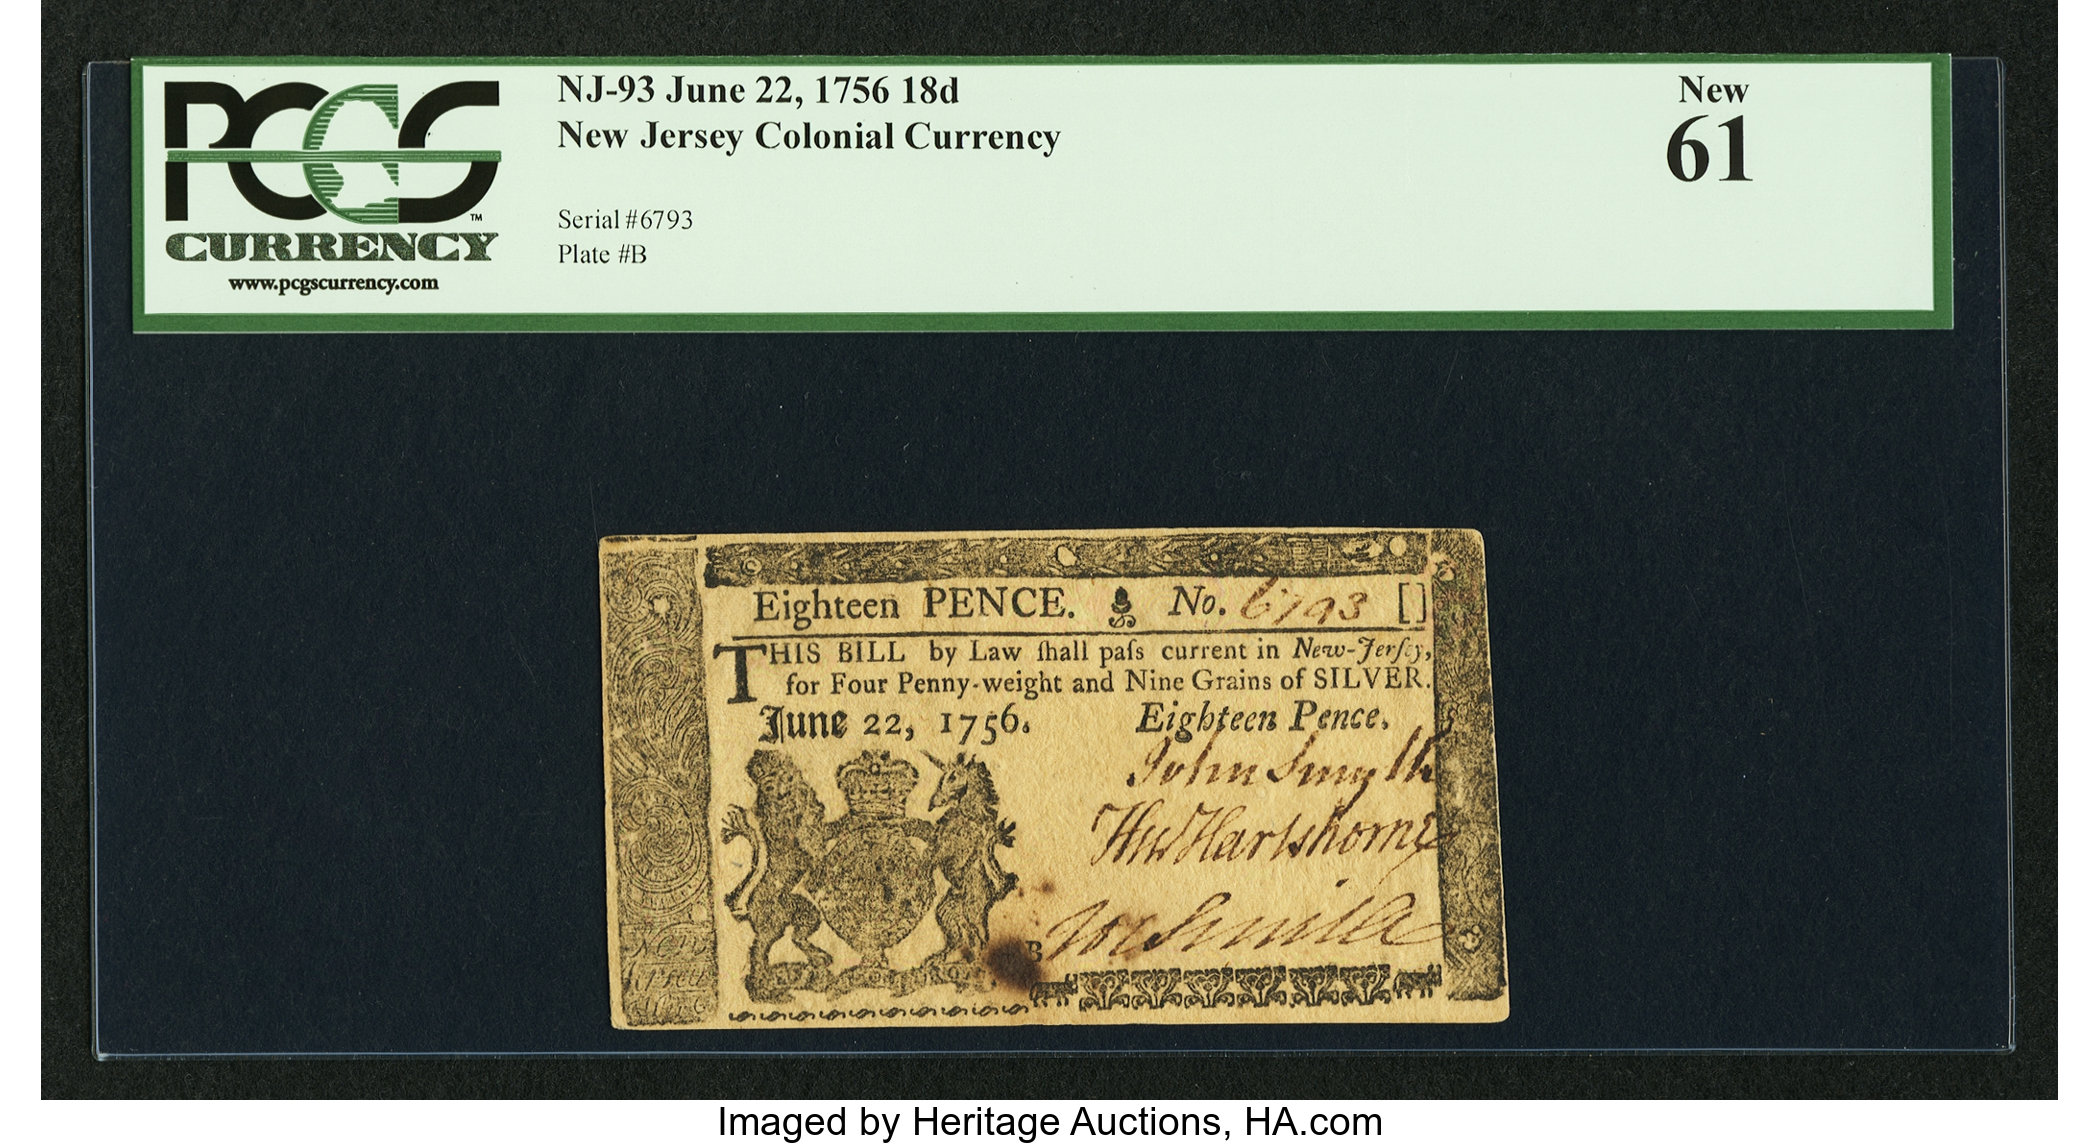 PCGS
TM
CURRENCY
www.pcgscurrency.com
NJ-93 June 22, 1756 18d
New Jersey Colonial Currency
Serial #6793
Plate #B
New
61
Eighteen PENCE. No. 6793 []
THIS BILL by Law ſhall paſs current in New-Jerſey,
for Four Penny-weight and Nine Grains of SILVER.
June 22, 1756. Eighteen Pence.
John Smyth
Hartshorne
B
Imaged by Heritage Auctions, HA.com